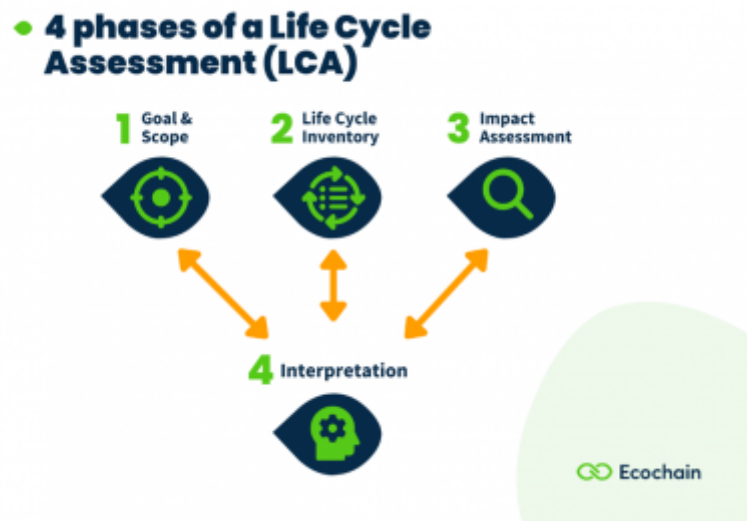 4 phases of a Life Cycle
Assessment (LCA)
1 Goal &
Scope
2 Life Cycle
Inventory
3 Impact
Assessment
4 Interpretation
Ecochain